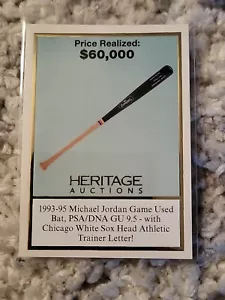 Price Realized:
$60,000
HERITAGE
AUCTIONS
1993-95 Michael Jordan Game Used
Bat, PSA/DNA GU 9.5 - with
Chicago White Sox Head Athletic
Trainer Letter!